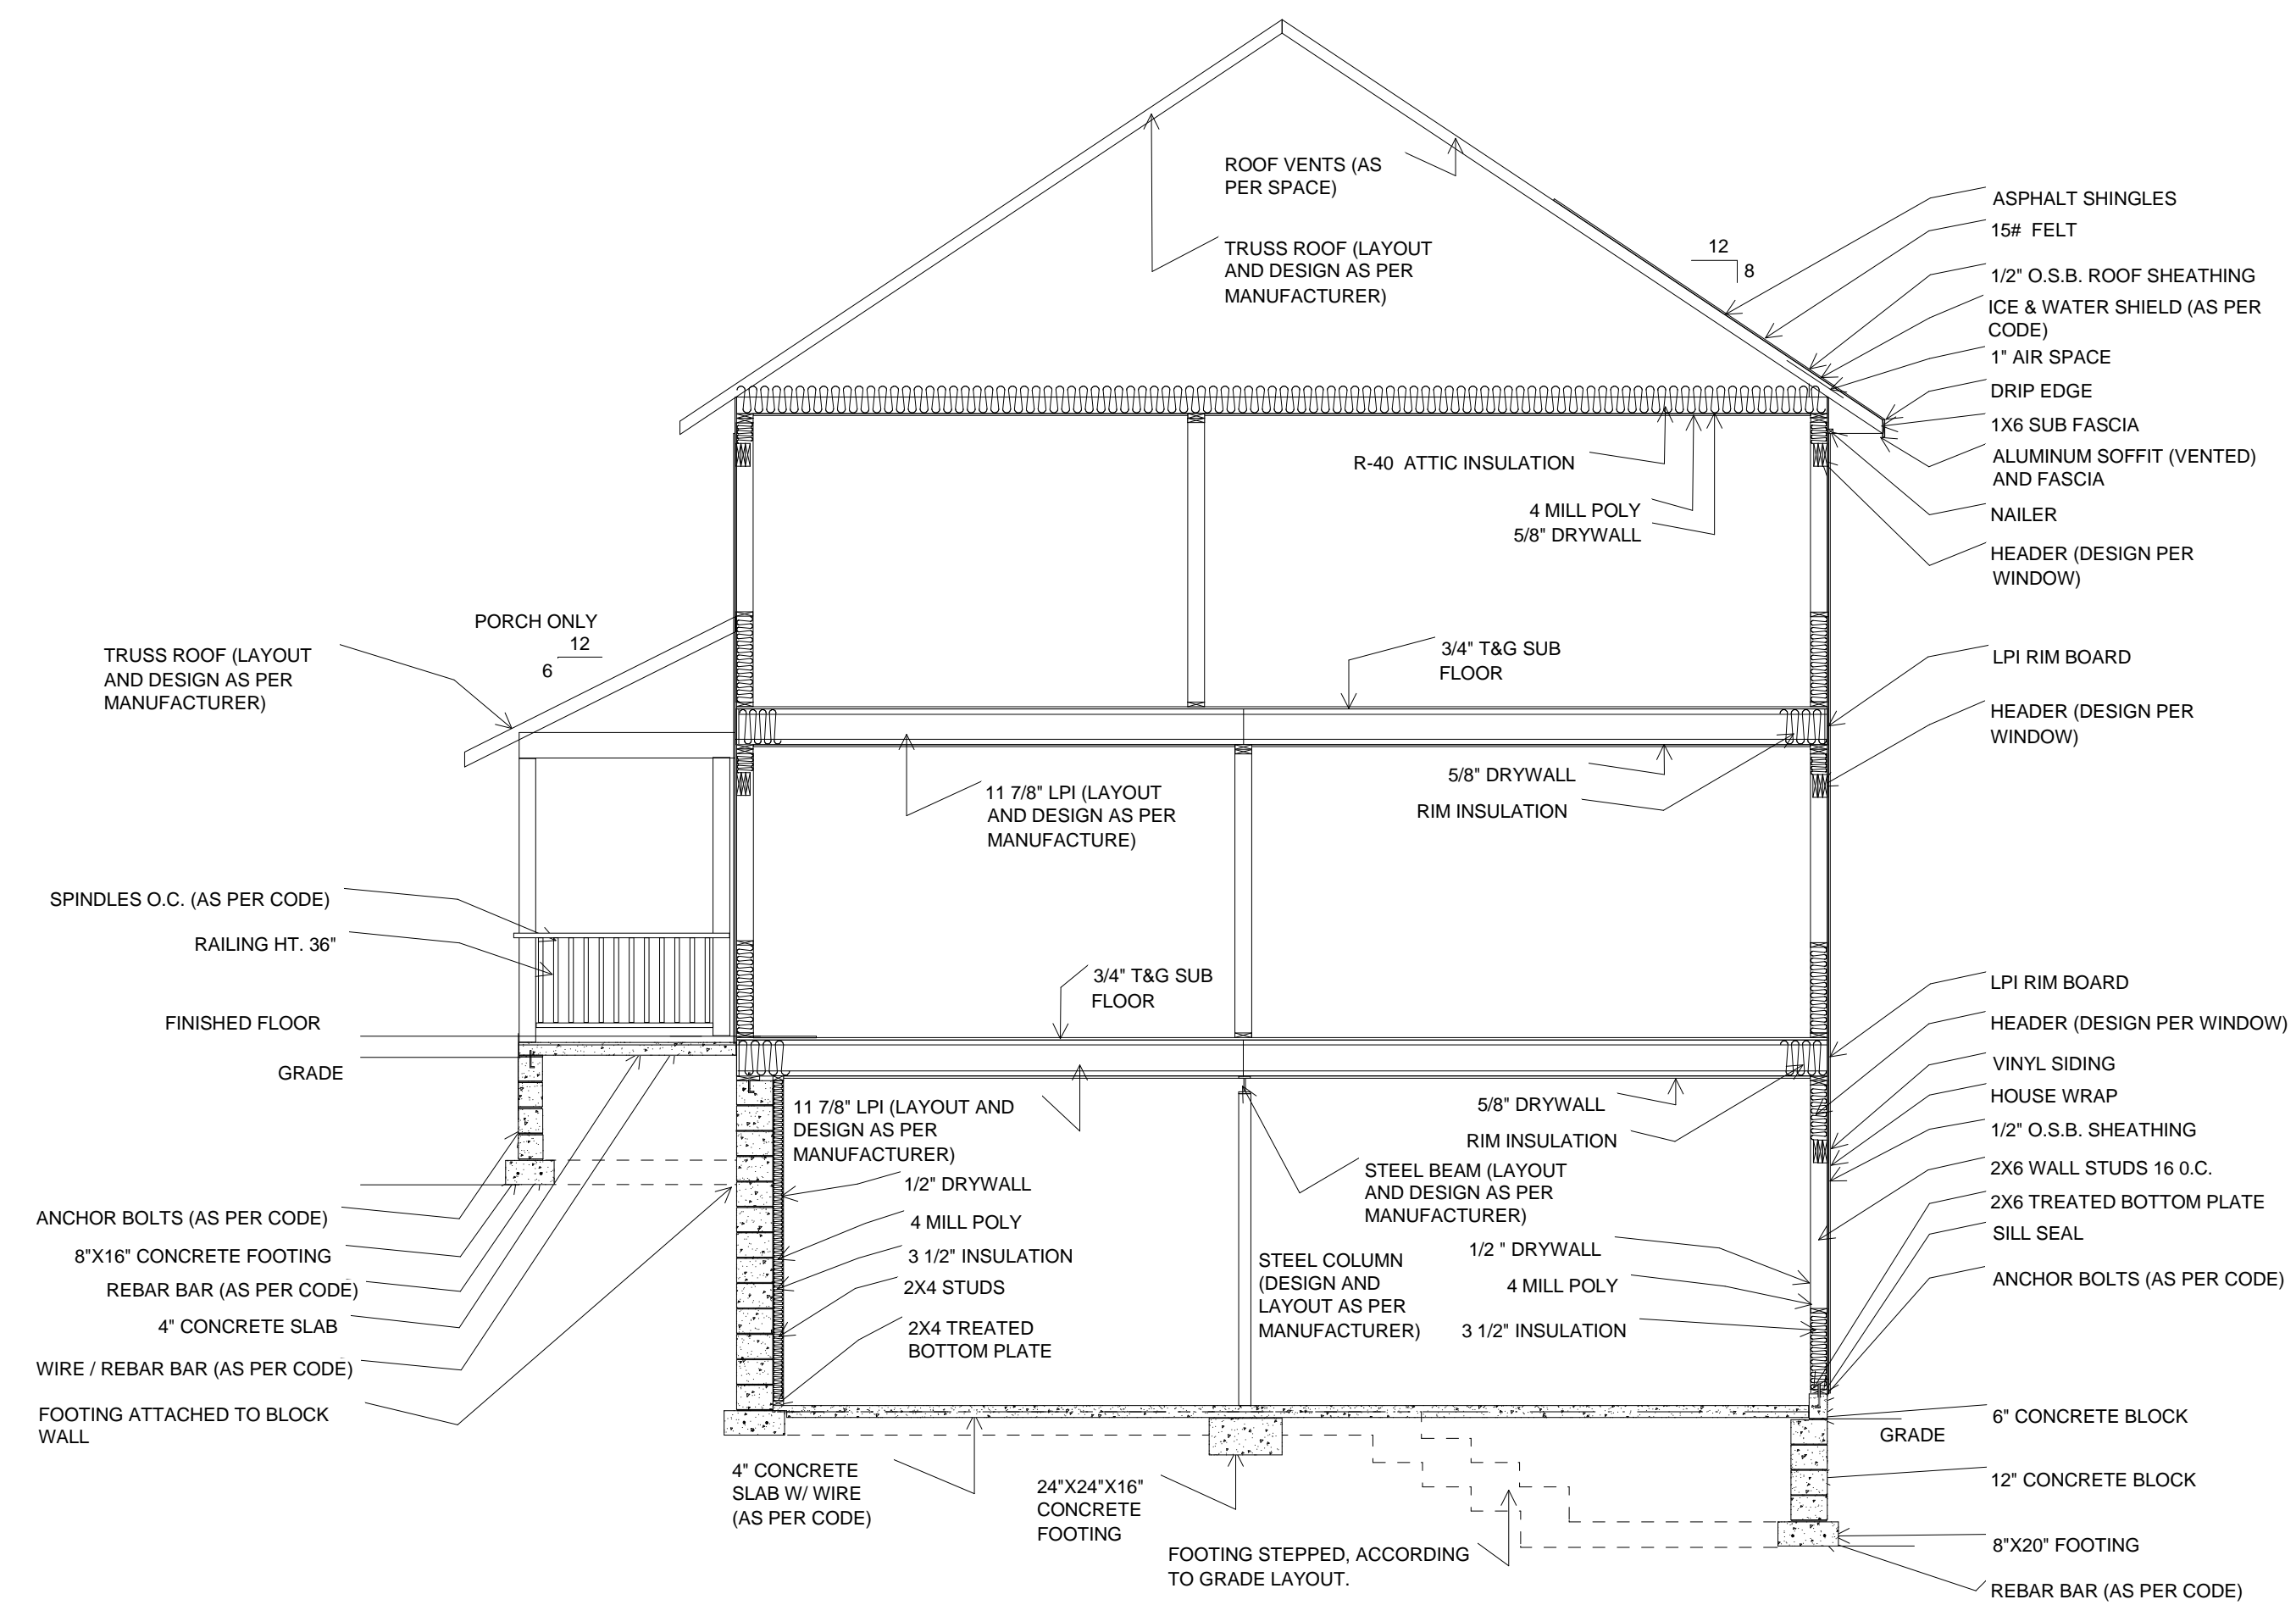 ROOF VENTS (AS
PER SPACE)
TRUSS ROOF (LAYOUT
AND DESIGN AS PER
MANUFACTURER)
12
8
ASPHALT SHINGLES
15# FELT
1/2" O.S.B. ROOF SHEATHING
ICE & WATER SHIELD (AS PER
CODE)
1" AIR SPACE
DRIP EDGE
1X6 SUB FASCIA
ALUMINUM SOFFIT (VENTED)
AND FASCIA
NAILER
HEADER (DESIGN PER
WINDOW)
R-40 ATTIC INSULATION
4 MILL POLY
5/8" DRYWALL
PORCH ONLY
12
6
TRUSS ROOF (LAYOUT
AND DESIGN AS PER
MANUFACTURER)
3/4" T&G SUB
FLOOR
LPI RIM BOARD
HEADER (DESIGN PER
WINDOW)
11 7/8" LPI (LAYOUT
AND DESIGN AS PER
MANUFACTURE)
5/8" DRYWALL
RIM INSULATION
SPINDLES O.C. (AS PER CODE)
RAILING HT. 36"
FINISHED FLOOR
GRADE
3/4" T&G SUB
FLOOR
LPI RIM BOARD
HEADER (DESIGN PER WINDOW)
VINYL SIDING
HOUSE WRAP
1/2" O.S.B. SHEATHING
2X6 WALL STUDS 16 0.C.
2X6 TREATED BOTTOM PLATE
SILL SEAL
ANCHOR BOLTS (AS PER CODE)
11 7/8" LPI (LAYOUT AND
DESIGN AS PER
MANUFACTURER)
1/2" DRYWALL
4 MILL POLY
3 1/2" INSULATION
2X4 STUDS
2X4 TREATED
BOTTOM PLATE
5/8" DRYWALL
RIM INSULATION
STEEL BEAM (LAYOUT
AND DESIGN AS PER
MANUFACTURER)
STEEL COLUMN
(DESIGN AND
LAYOUT AS PER
MANUFACTURER)
1/2 " DRYWALL
4 MILL POLY
3 1/2" INSULATION
ANCHOR BOLTS (AS PER CODE)
8"X16" CONCRETE FOOTING
REBAR BAR (AS PER CODE)
4" CONCRETE SLAB
WIRE / REBAR BAR (AS PER CODE)
FOOTING ATTACHED TO BLOCK
WALL
4" CONCRETE
SLAB W/ WIRE
(AS PER CODE)
24"X24"X16"
CONCRETE
FOOTING
FOOTING STEPPED, ACCORDING
TO GRADE LAYOUT.
6" CONCRETE BLOCK
GRADE
12" CONCRETE BLOCK
8"X20" FOOTING
REBAR BAR (AS PER CODE)